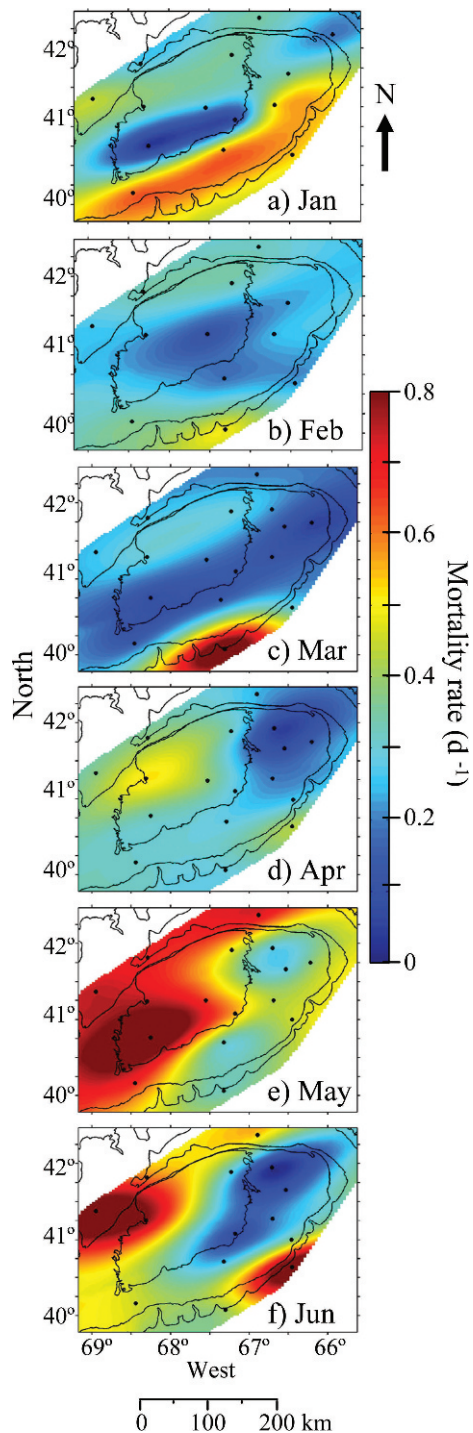 42°
41°
40°
N
a) Jan
42°
41°
40°
b) Feb
42°
41°
40°
c) Mar
42°
41°
40°
d) Apr
42°
41°
40°
e) May
42°
41°
40°
f) Jun
North
69° 68° 67° 66°
West
0 100 200 km
0.8
0.6
0.4
0.2
0
Mortality rate (d -1)